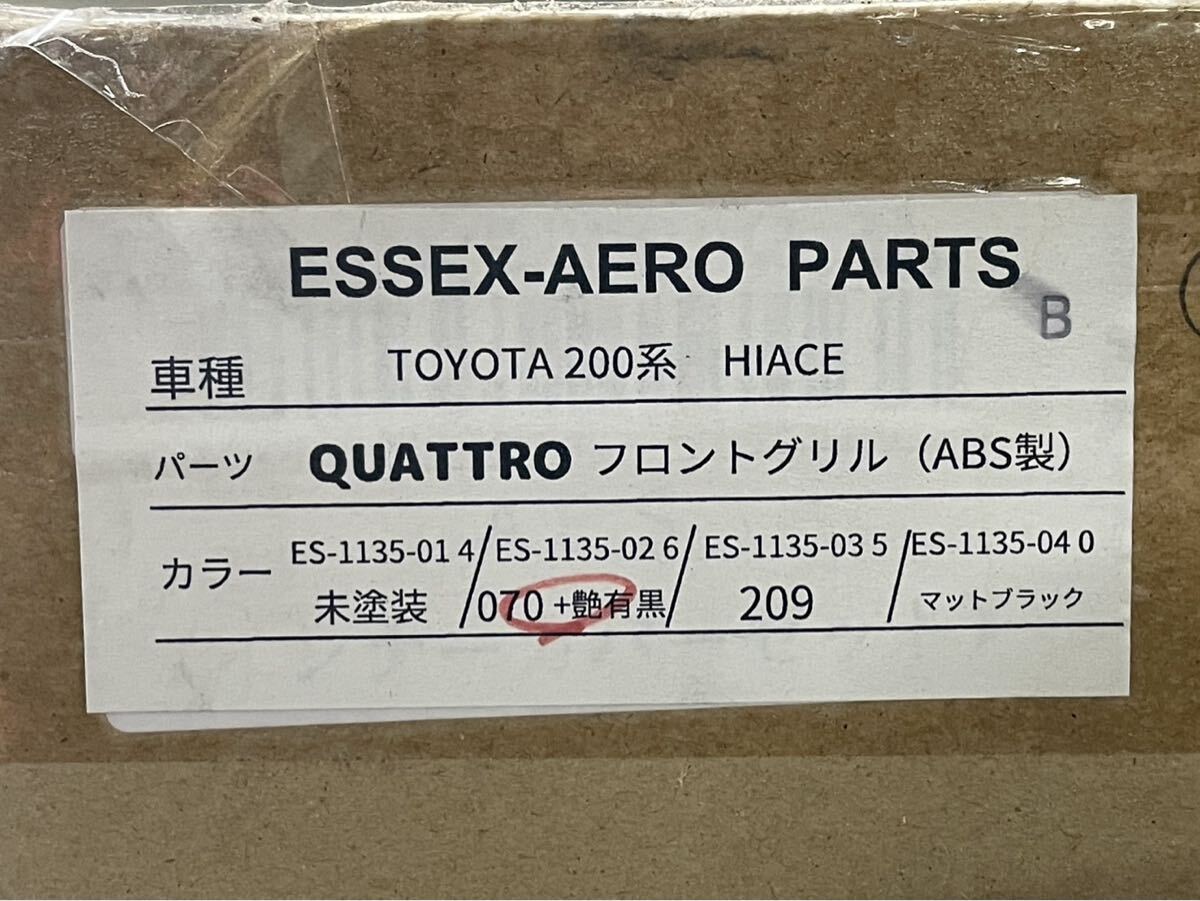 ESSEX-AERO PARTS
B
車種 TOYOTA 200系 HIACE
パーツ QUATTRO フロントグリル（ABS製）
カラー ES-1135-01 4/ES-1135-02 6/ES-1135-03 5/ES-1135-04 0
未塗装/070+艶有黒/209/マットブラック